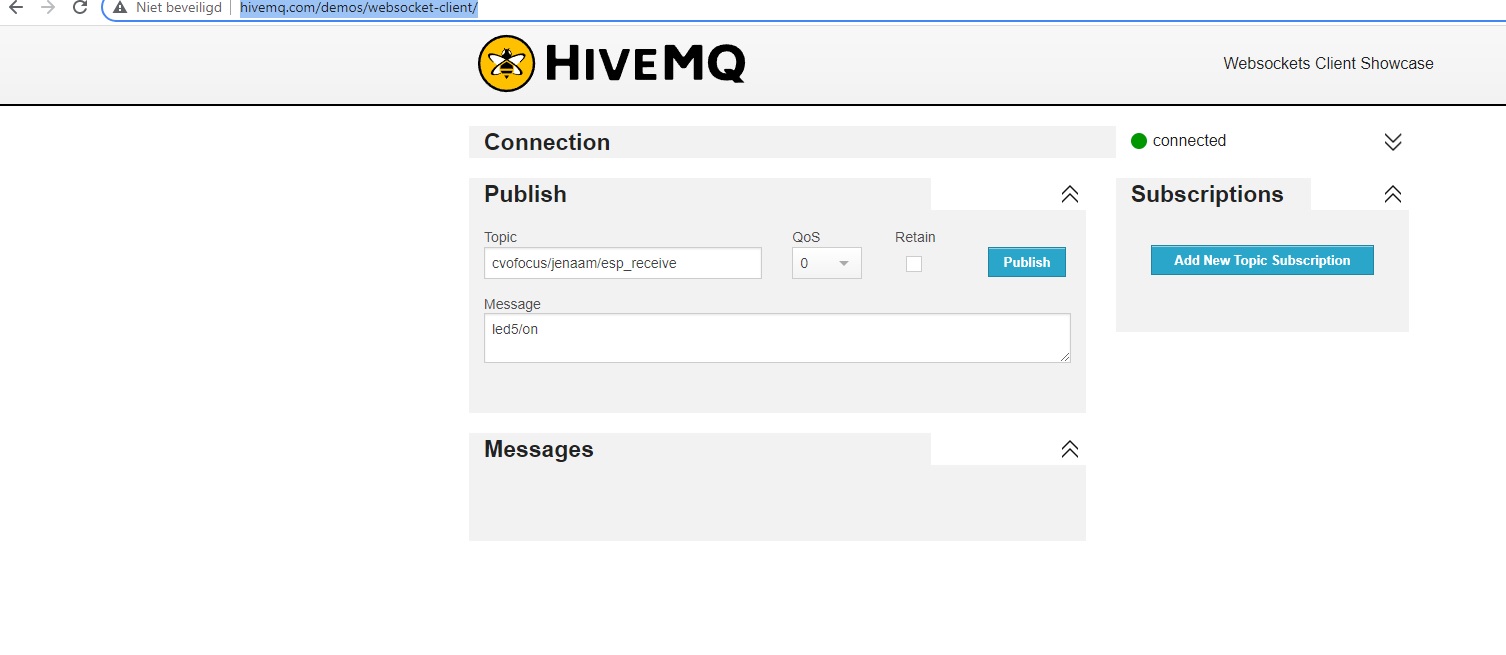 Niet beveiligd hivemq.com/demos/websocket-client/
HIVEMQ
Websockets Client Showcase
Connection
connected
Publish
Subscriptions
Topic QoS Retain
cvofocus/jenaam/esp_receive 0 Publish
Add New Topic Subscription
Message
led5/on
Messages